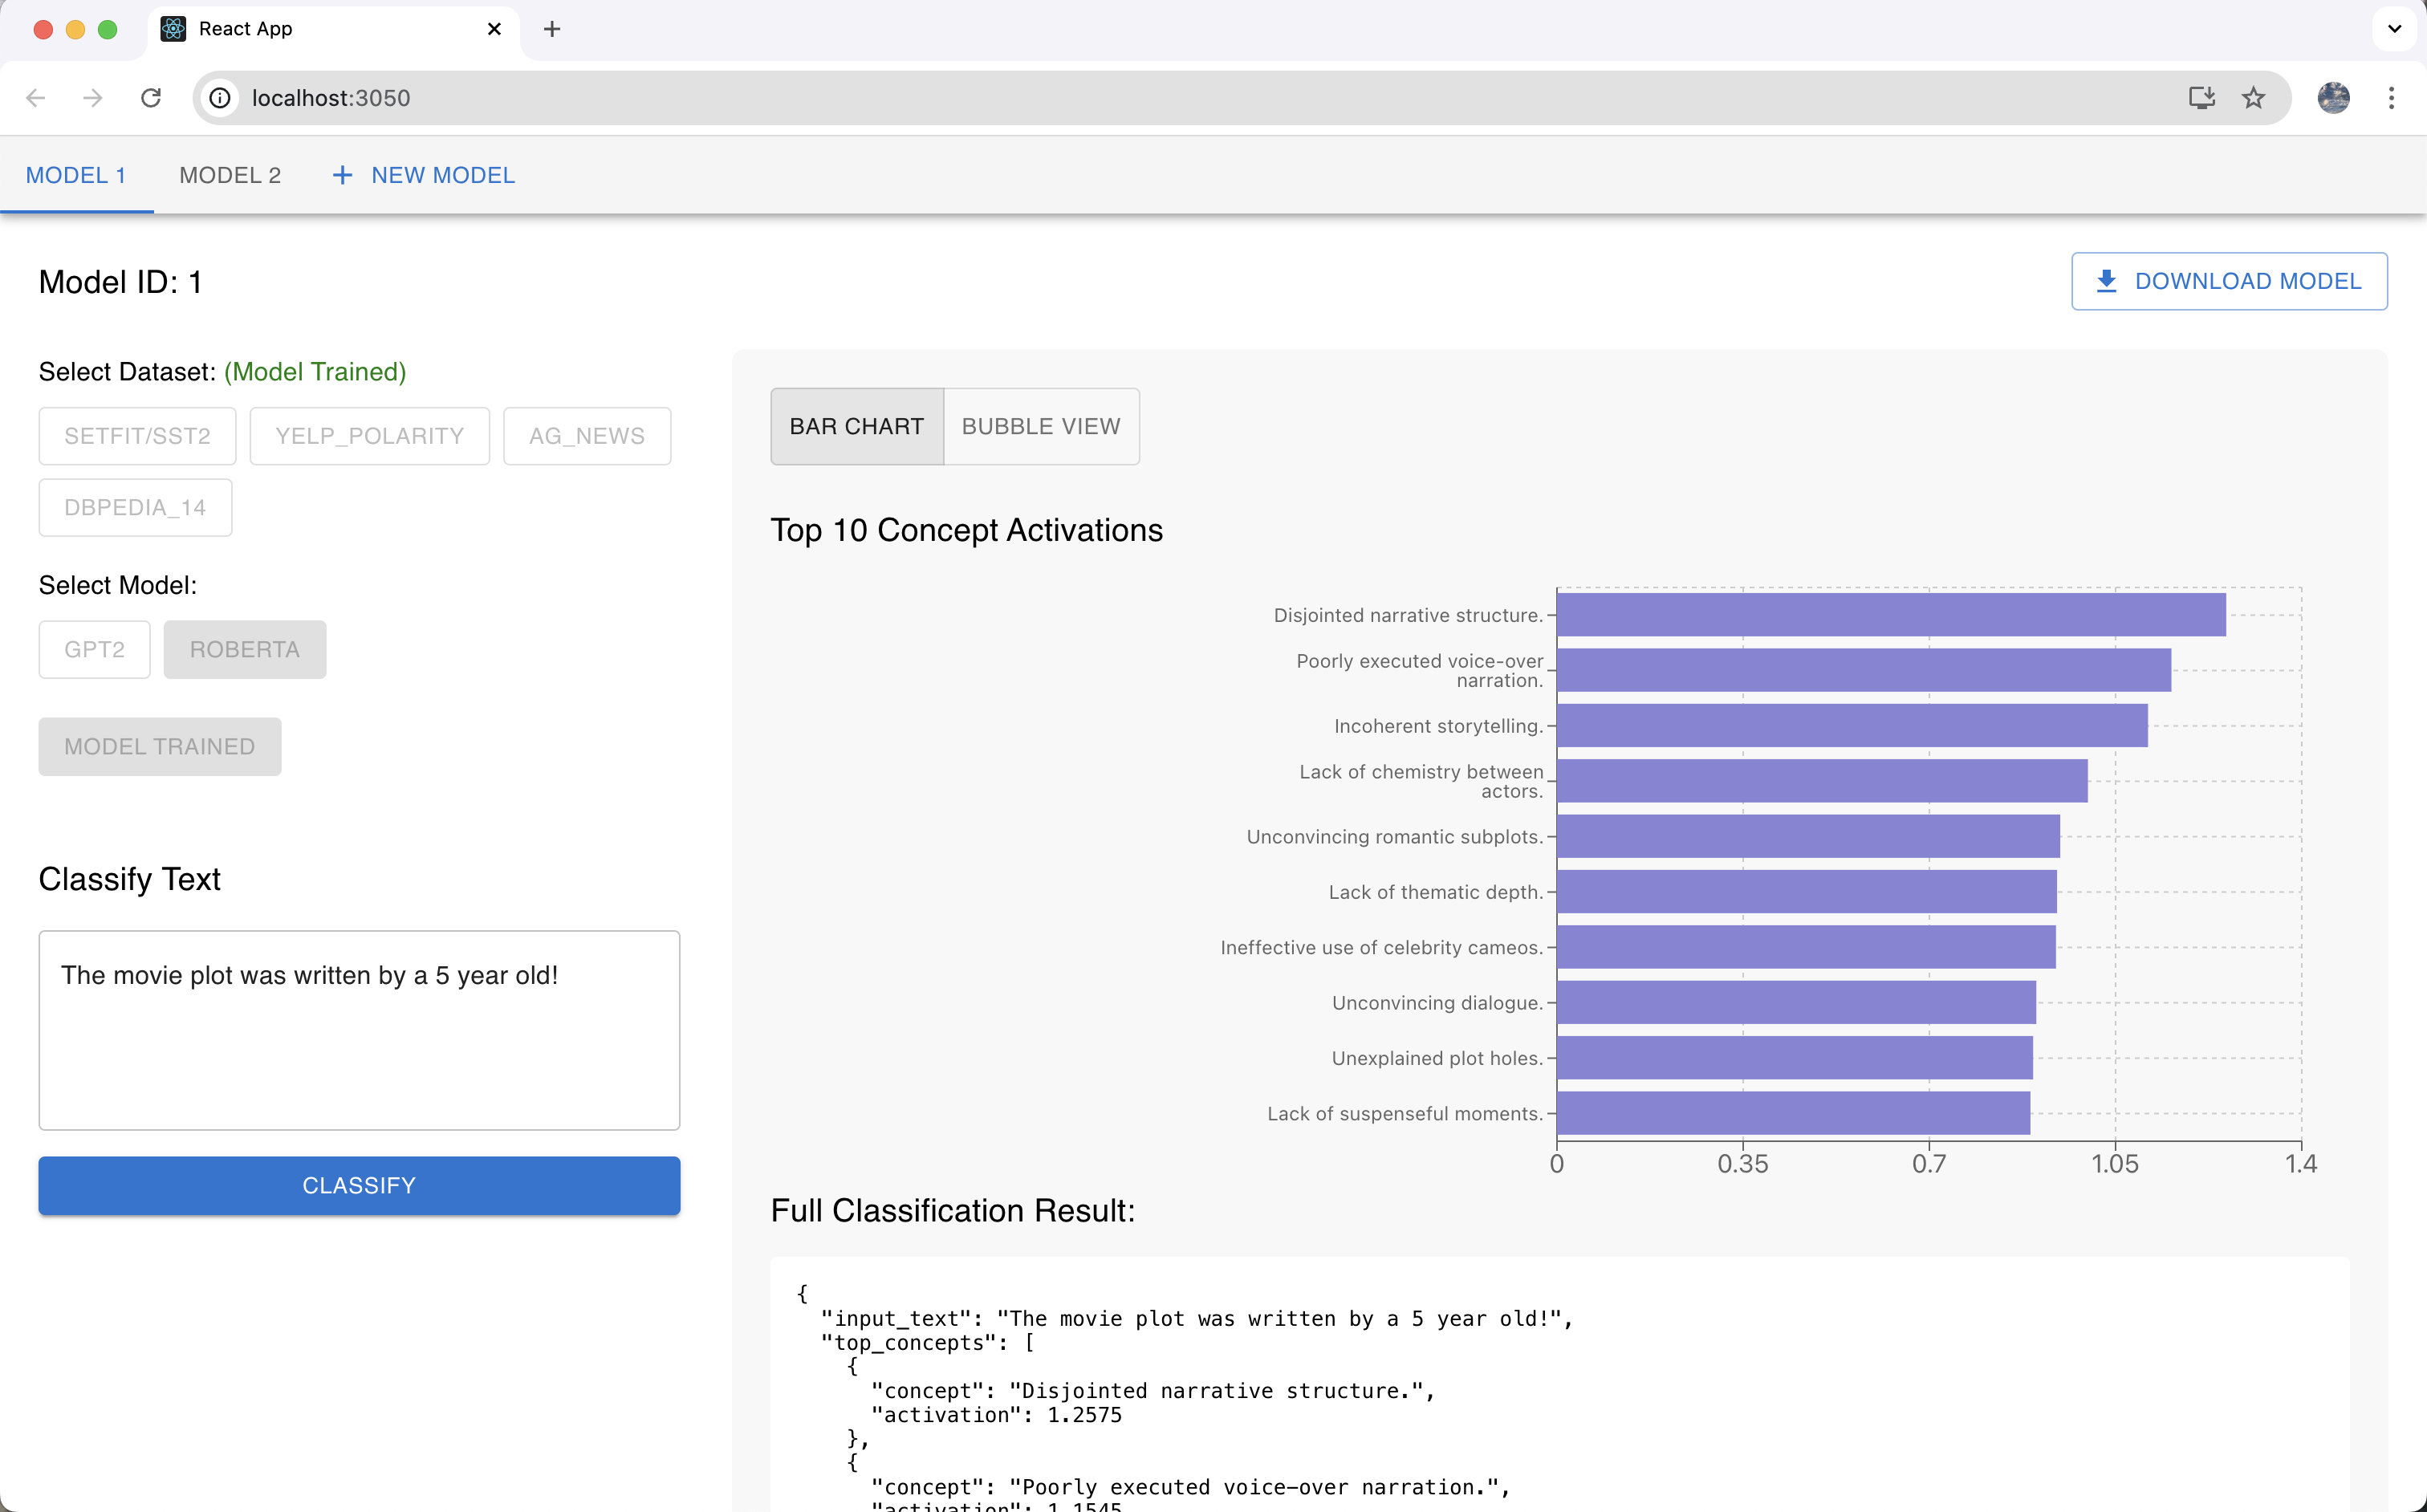 React App
localhost:3050
MODEL 1 MODEL 2 + NEW MODEL
Model ID: 1
DOWNLOAD MODEL
Select Dataset: (Model Trained)
SETFIT/SST2 YELP_POLARITY AG_NEWS
DBPEDIA_14
Select Model:
GPT2 ROBERTA
MODEL TRAINED
Classify Text
The movie plot was written by a 5 year old!
CLASSIFY
BAR CHART BUBBLE VIEW
Top 10 Concept Activations
Disjointed narrative structure.
Poorly executed voice-over
narration.
Incoherent storytelling.
Lack of chemistry between
actors.
Unconvincing romantic subplots.
Lack of thematic depth.
Ineffective use of celebrity cameos.
Unconvincing dialogue.
Unexplained plot holes.
Lack of suspenseful moments.
0 0.35 0.7 1.05 1.4
Full Classification Result:
{
"input_text": "The movie plot was written by a 5 year old!",
"top_concepts": [
{
"concept": "Disjointed narrative structure.",
"activation": 1.2575
},
{
"concept": "Poorly executed voice-over narration.",
"activation": 1.1545